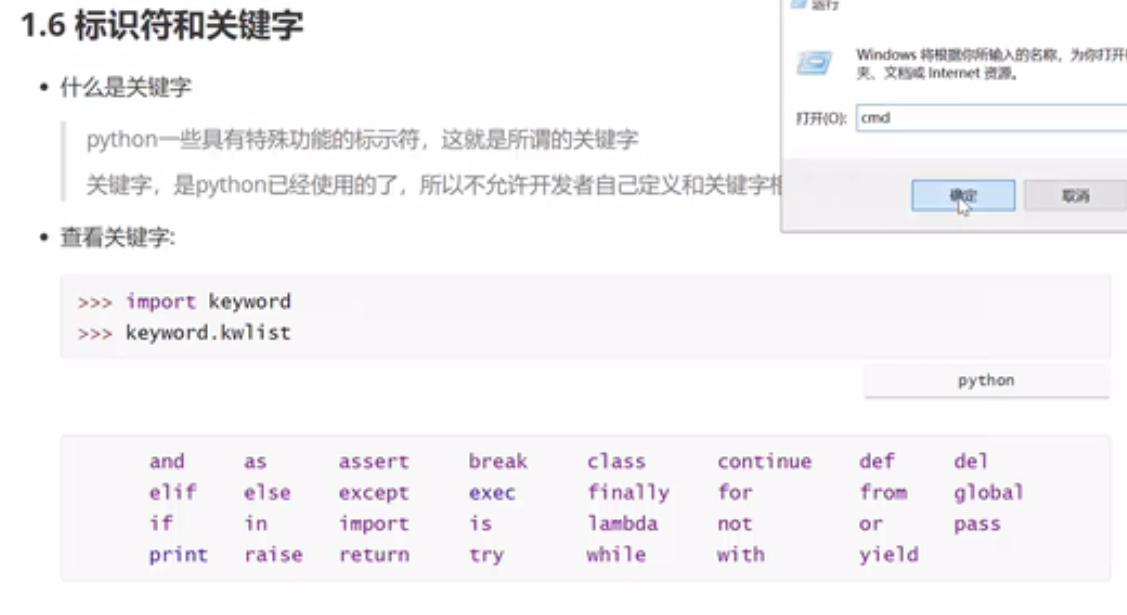 1.6 标识符和关键字
• 什么是关键字
python一些具有特殊功能的标示符，这就是所谓的关键字
关键字，是python已经使用的了，所以不允许开发者自己定义和关键字
• 查看关键字:
>>> import keyword
>>> keyword.kwlist
python
and as assert break class continue def del
elif else except exec finally for from global
if in import is lambda not or pass
print raise return try while with yield
运行
Windows 将根据你所输入的名称，为你打开
夹、文档或 Internet 资源。
打开(O): cmd
确定 取消